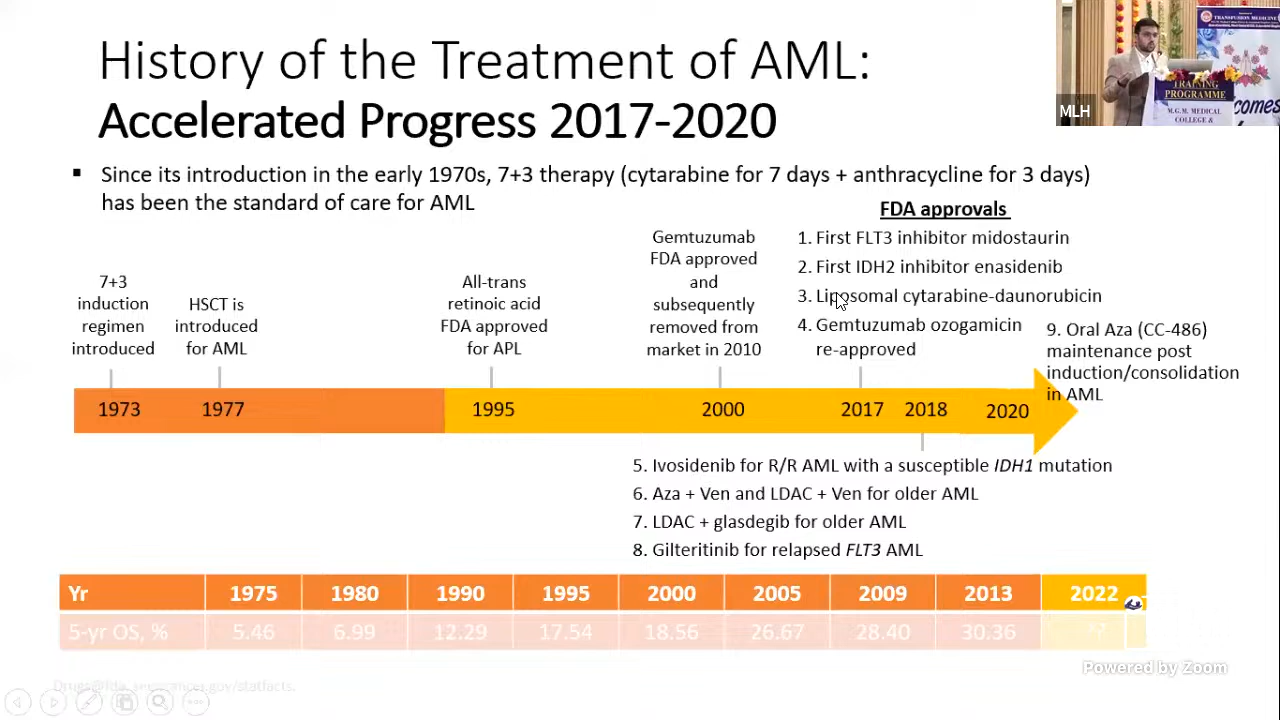 History of the Treatment of AML:
Accelerated Progress 2017-2020
▪ Since its introduction in the early 1970s, 7+3 therapy (cytarabine for 7 days + anthracycline for 3 days)
has been the standard of care for AML
FDA approvals
1. First FLT3 inhibitor midostaurin
2. First IDH2 inhibitor enasidenib
3. Liposomal cytarabine-daunorubicin
4. Gemtuzumab ozogamicin
re-approved
7+3
induction
regimen
introduced
HSCT is
introduced
for AML
All-trans
retinoic acid
FDA approved
for APL
Gemtuzumab
FDA approved
and
subsequently
removed from
market in 2010
9. Oral Aza (CC-486)
maintenance post
induction/consolidation
in AML
1973 1977 1995 2000 2017 2018 2020
5. Ivosidenib for R/R AML with a susceptible IDH1 mutation
6. Aza + Ven and LDAC + Ven for older AML
7. LDAC + glasdegib for older AML
8. Gilteritinib for relapsed FLT3 AML
Yr 1975 1980 1990 1995 2000 2005 2009 2013 2022
5-yr OS, % 5.46 6.99 12.29 17.54 18.56 26.67 28.40 30.36
Powered by Zoom
MLH
TRANSFUSION MEDICINE
TRAINING
PROGRAMME
M.G.M. MEDICAL
COLLEGE &
comes